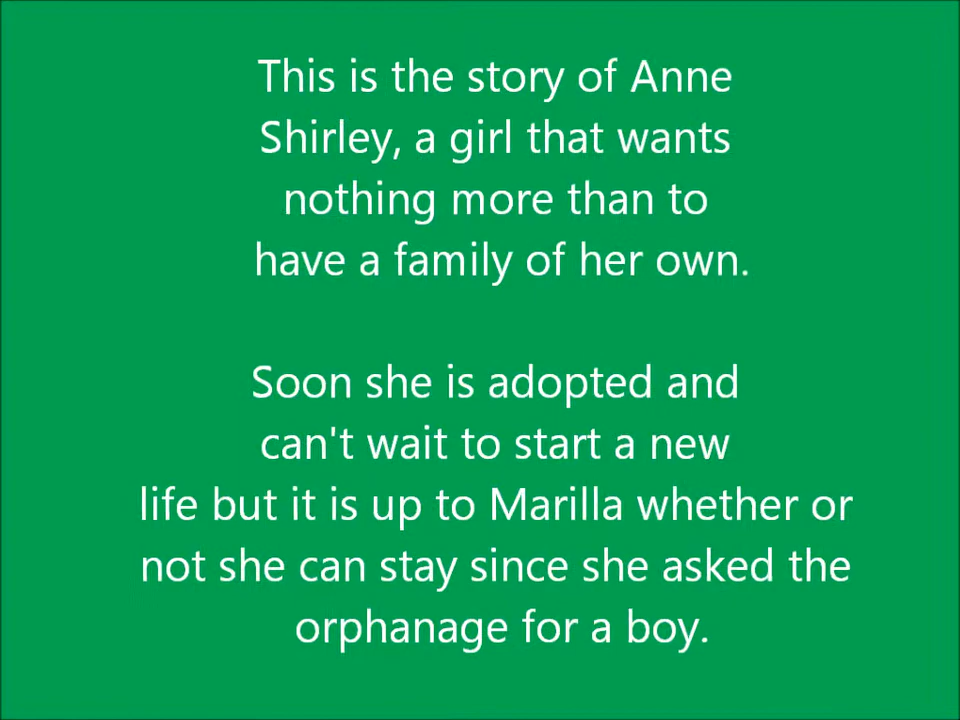 This is the story of Anne
Shirley, a girl that wants
nothing more than to
have a family of her own.
Soon she is adopted and
can't wait to start a new
life but it is up to Marilla whether or
not she can stay since she asked the
orphanage for a boy.